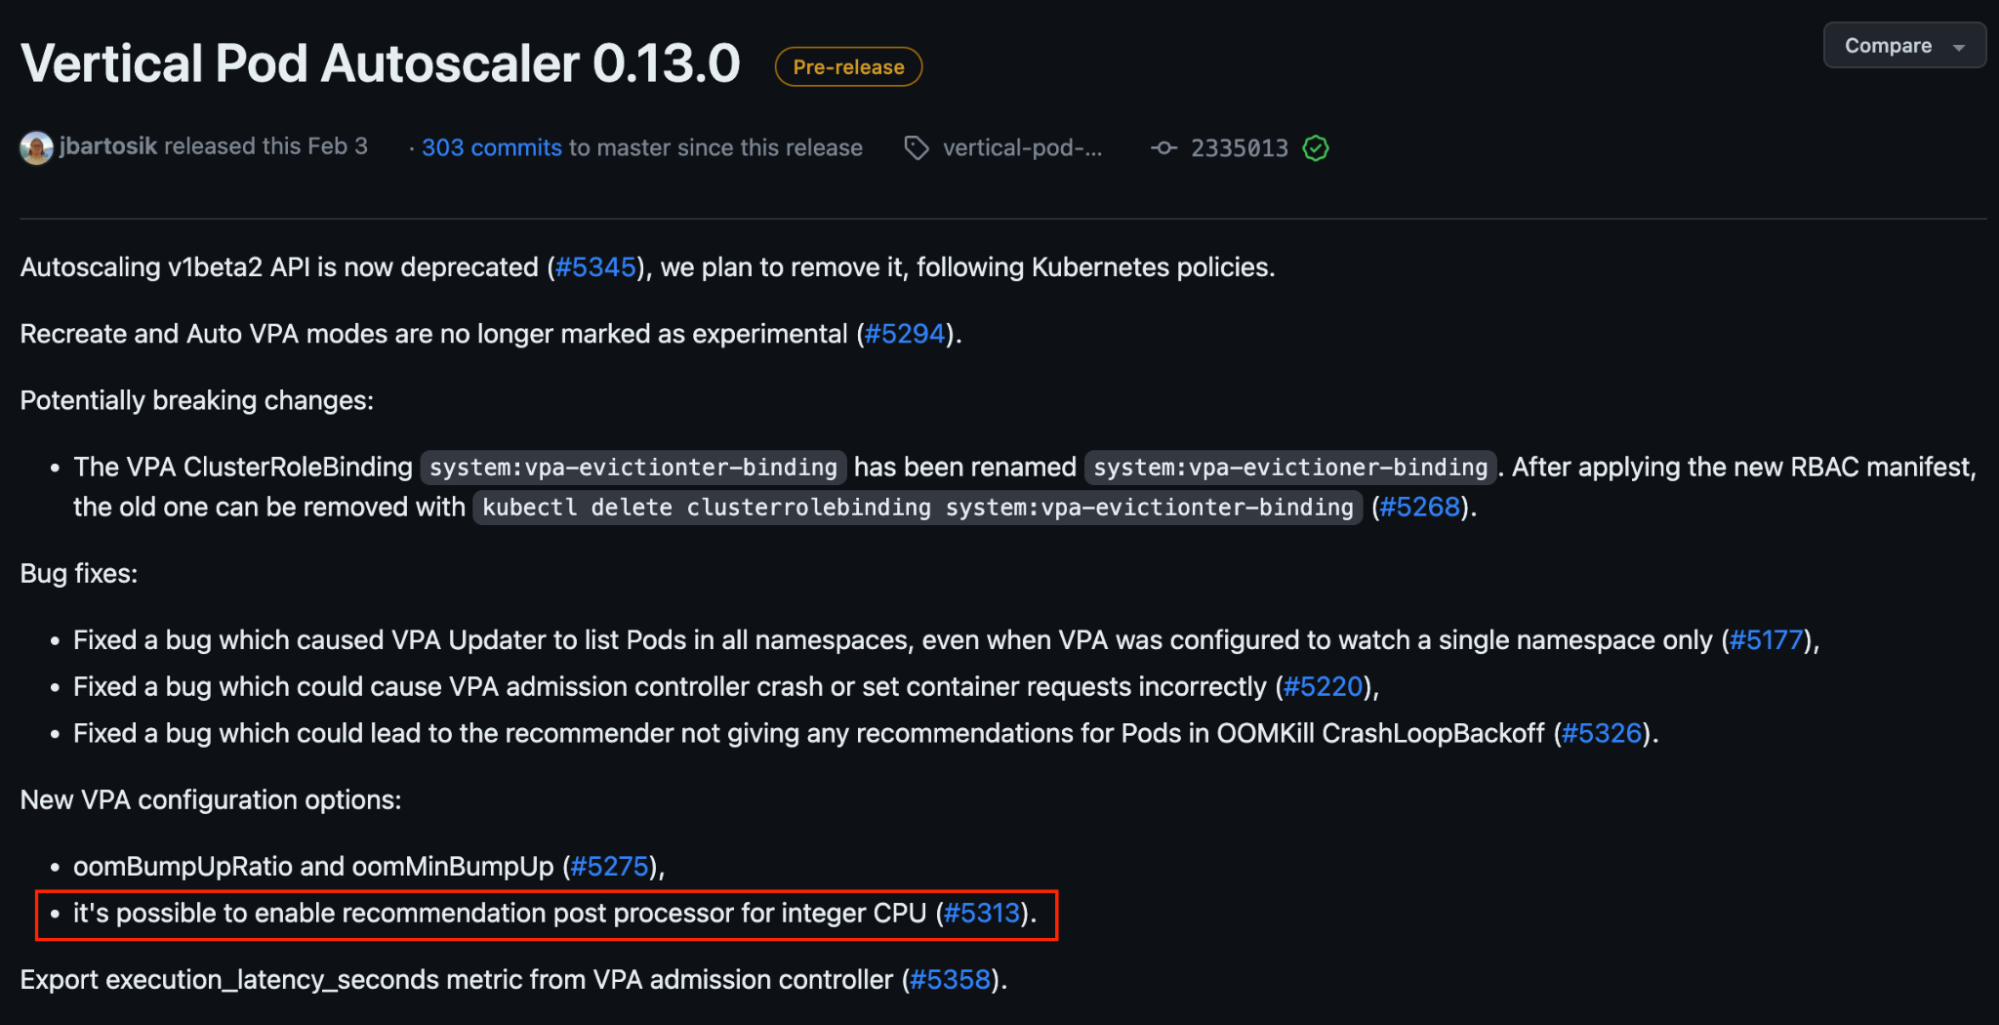 Vertical Pod Autoscaler 0.13.0 Pre-release Compare
jbartosik released this Feb 3 · 303 commits to master since this release vertical-pod-... 2335013
Autoscaling v1beta2 API is now deprecated (#5345), we plan to remove it, following Kubernetes policies.
Recreate and Auto VPA modes are no longer marked as experimental (#5294).
Potentially breaking changes:
• The VPA ClusterRoleBinding system:vpa-evictionter-binding has been renamed system:vpa-evictioner-binding. After applying the new RBAC manifest,
the old one can be removed with kubectl delete clusterrolebinding system:vpa-evictionter-binding (#5268).
Bug fixes:
• Fixed a bug which caused VPA Updater to list Pods in all namespaces, even when VPA was configured to watch a single namespace only (#5177),
• Fixed a bug which could cause VPA admission controller crash or set container requests incorrectly (#5220),
• Fixed a bug which could lead to the recommender not giving any recommendations for Pods in OOMKill CrashLoopBackoff (#5326).
New VPA configuration options:
• oomBumpUpRatio and oomMinBumpUp (#5275),
• it's possible to enable recommendation post processor for integer CPU (#5313).
Export execution_latency_seconds metric from VPA admission controller (#5358).